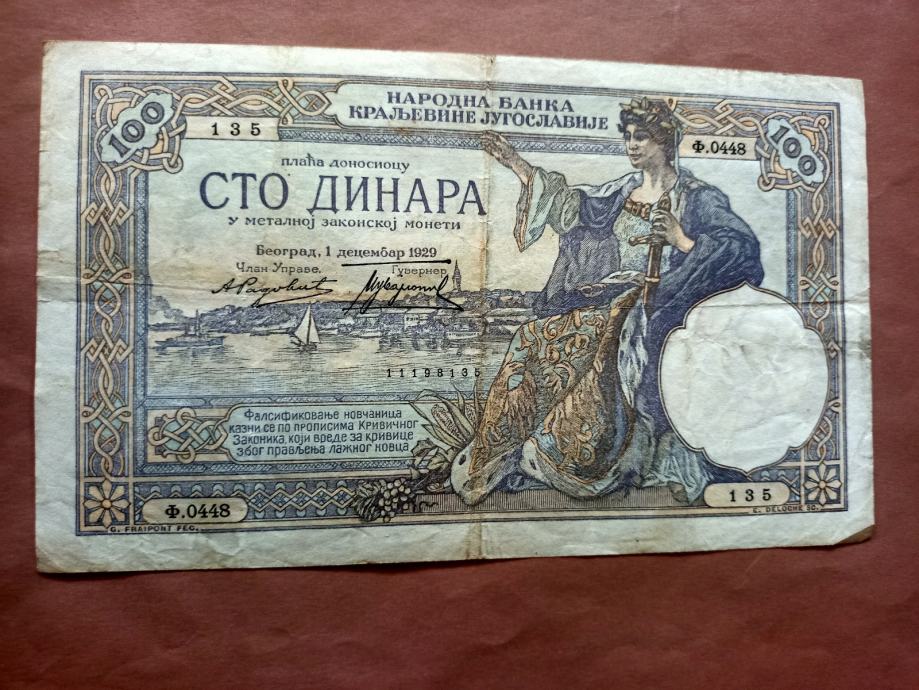 НАРОДНА БАНКА
КРАЉЕВИНЕ ЈУГОСЛАВИЈЕ
100
100
135
Ф.0448
плаћа доносиоцу
СТО ДИНАРА
у металној законској монети
Београд, 1 децембар 1929
Члан Управе.
Гувернер
А Радовић
11198135
Фалсификовање новчаница
казни се по прописима Кривичног
Законика, који вреде за кривице
због прављења лажног новца
Ф.0448
135
G. FRAIPONT FEC.
E. DELOCHE SC.